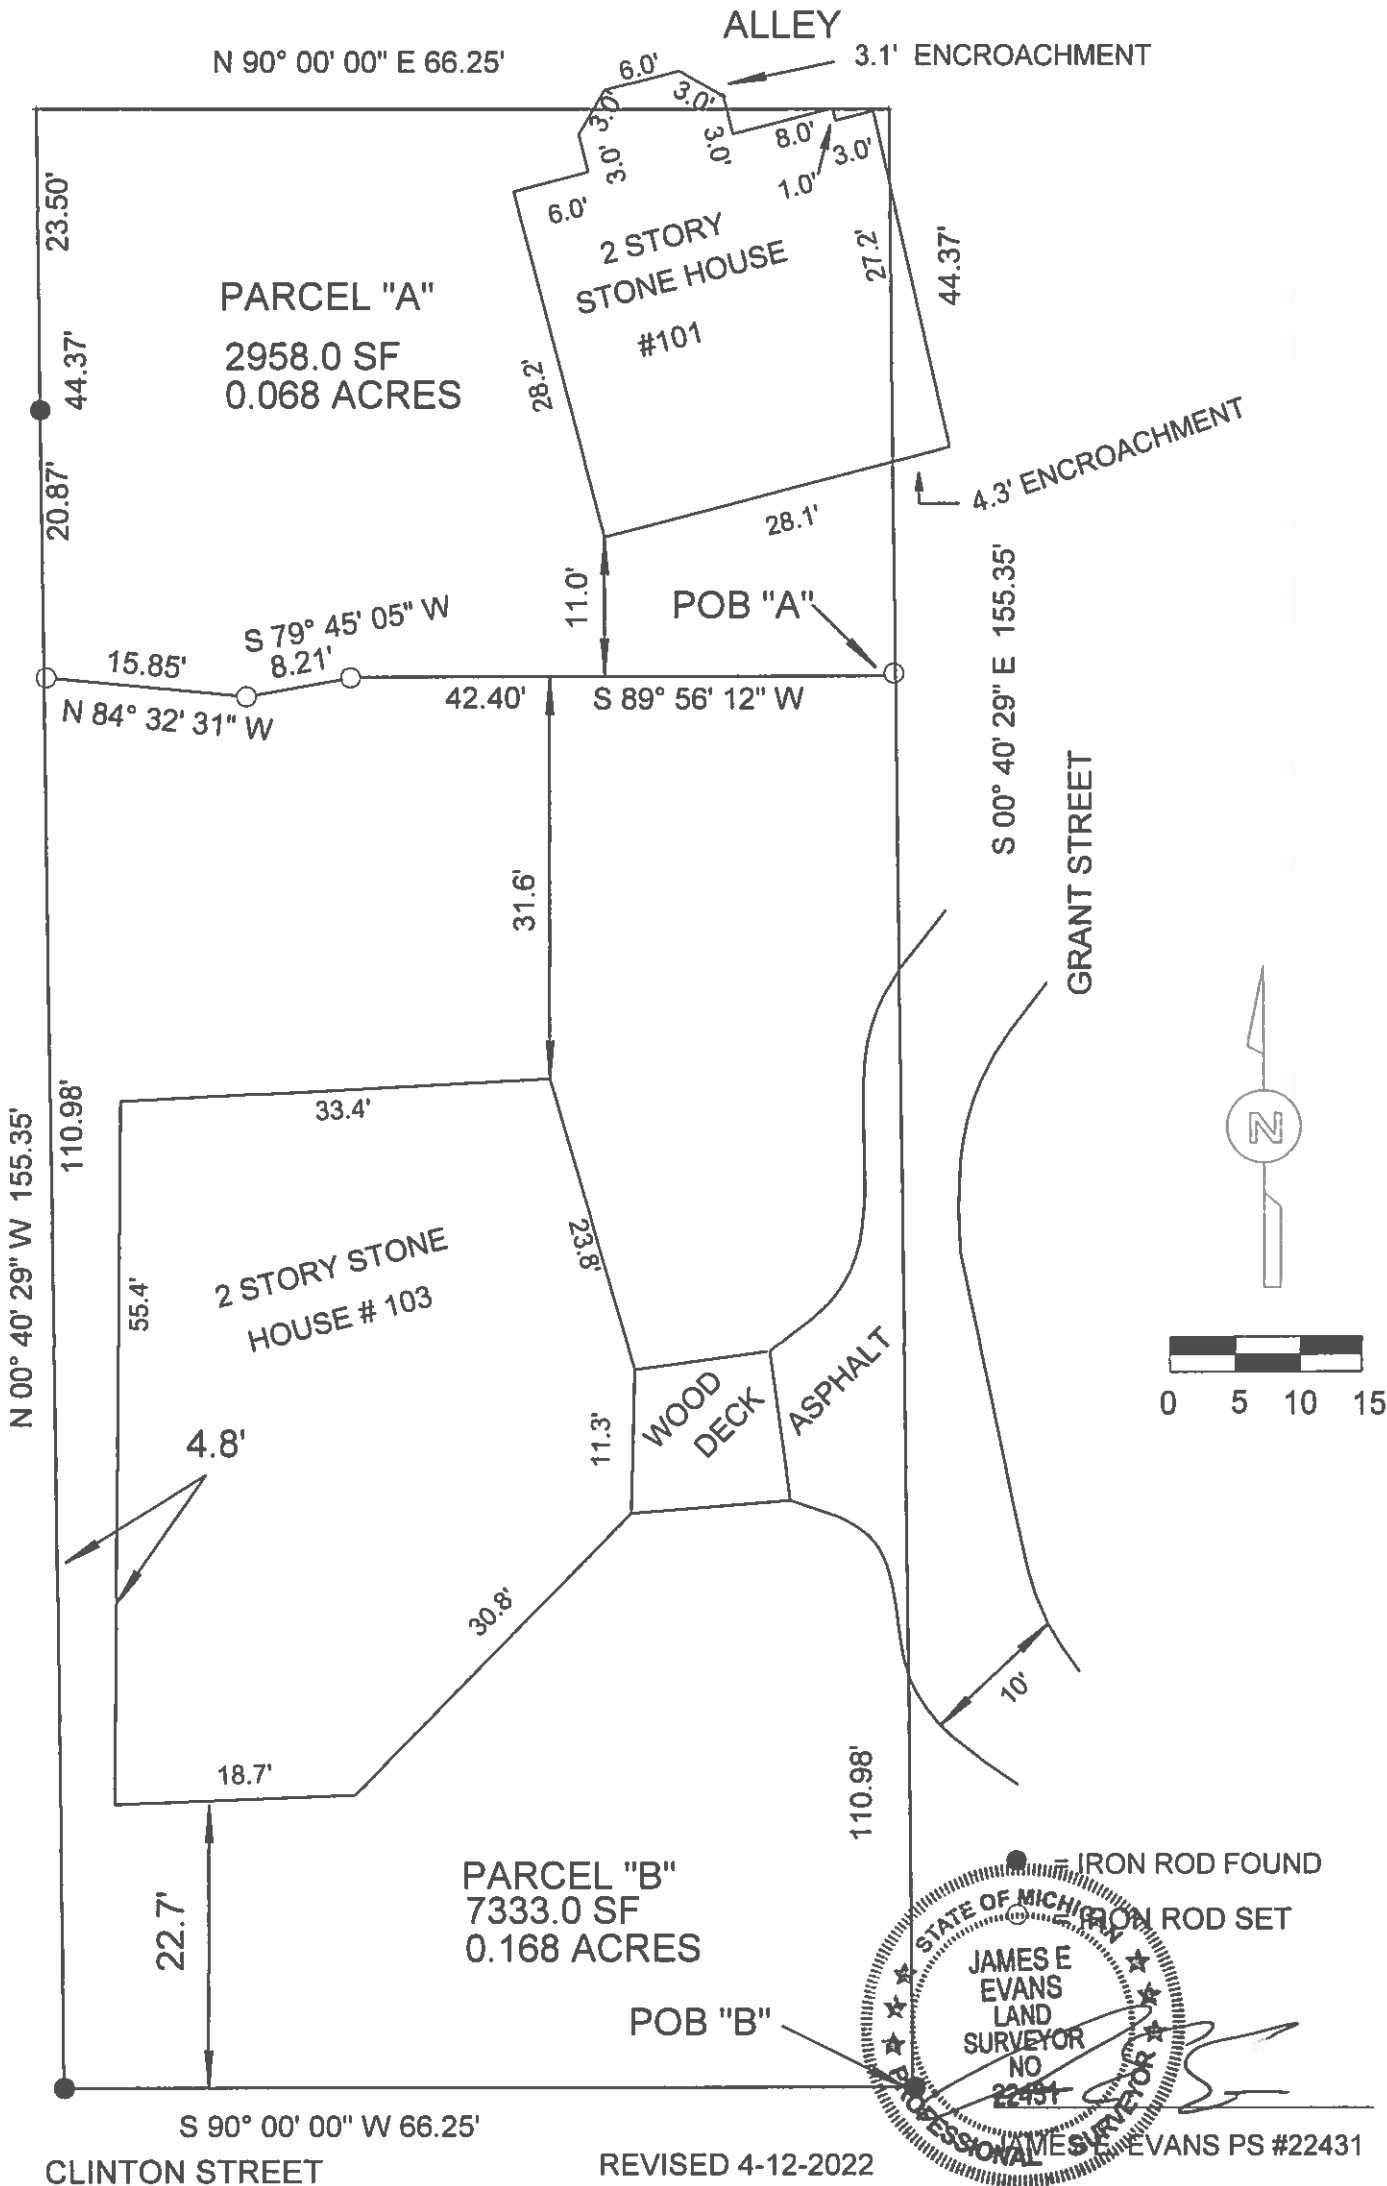 ALLEY
N 90° 00' 00" E 66.25'
3.1' ENCROACHMENT
6.0'
3.0'
3.0'
3.0'
3.0'
8.0'
3.0'
1.0'
6.0'
23.50'
2 STORY
STONE HOUSE
#101
27.2'
44.37'
PARCEL "A"
2958.0 SF
0.068 ACRES
44.37'
28.2'
20.87'
28.1'
4.3' ENCROACHMENT
11.0'
POB "A"
S 79° 45' 05" W
15.85'
8.21'
N 84° 32' 31" W
42.40'
S 89° 56' 12" W
S 00° 40' 29" E 155.35'
GRANT STREET
31.6'
N
N 00° 40' 29" W 155.35'
110.98'
33.4'
2 STORY STONE
HOUSE # 103
55.4'
23.8'
0 5 10 15
4.8'
11.3'
WOOD
DECK
ASPHALT
30.8'
10'
18.7'
110.98'
22.7'
PARCEL "B"
7333.0 SF
0.168 ACRES
= IRON ROD FOUND
= IRON ROD SET
STATE OF MICHIGAN
JAMES E
EVANS
LAND
SURVEYOR
NO
22431
PROFESSIONAL SURVEYOR
POB "B"
S 90° 00' 00" W 66.25'
JAMES E. EVANS PS #22431
CLINTON STREET
REVISED 4-12-2022